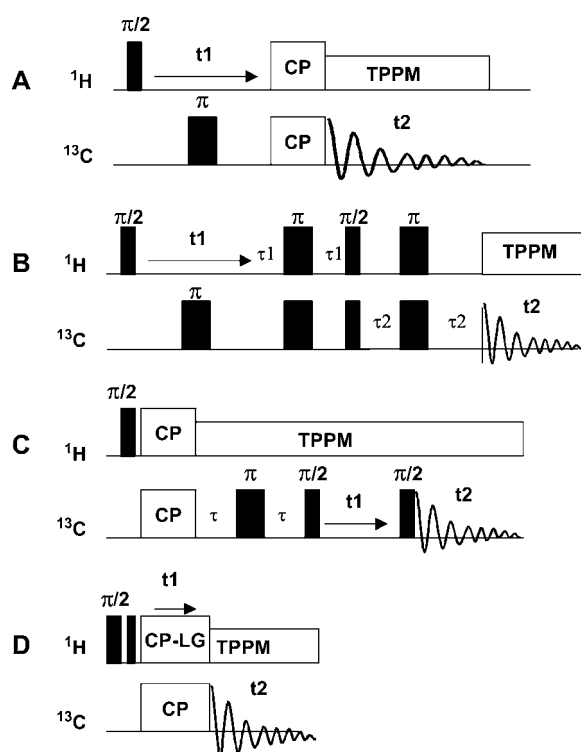 π/2
t1
CP
TPPM
A
¹H
π
CP
t2
¹³C
π/2
t1
π
π/2
π
τ1
τ1
TPPM
B
¹H
π
t2
τ2
τ2
¹³C
π/2
CP
TPPM
C
¹H
π
π/2
π/2
t2
CP
τ
τ
t1
¹³C
t1
π/2
CP-LG
TPPM
D
¹H
CP
t2
¹³C